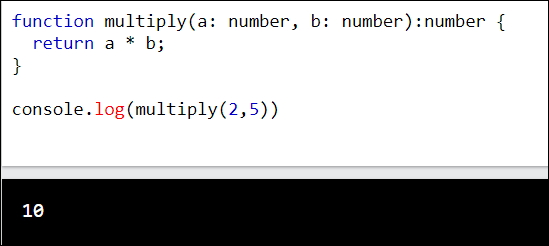 function multiply(a: number, b: number):number {
  return a * b;
}
console.log(multiply(2,5))
10